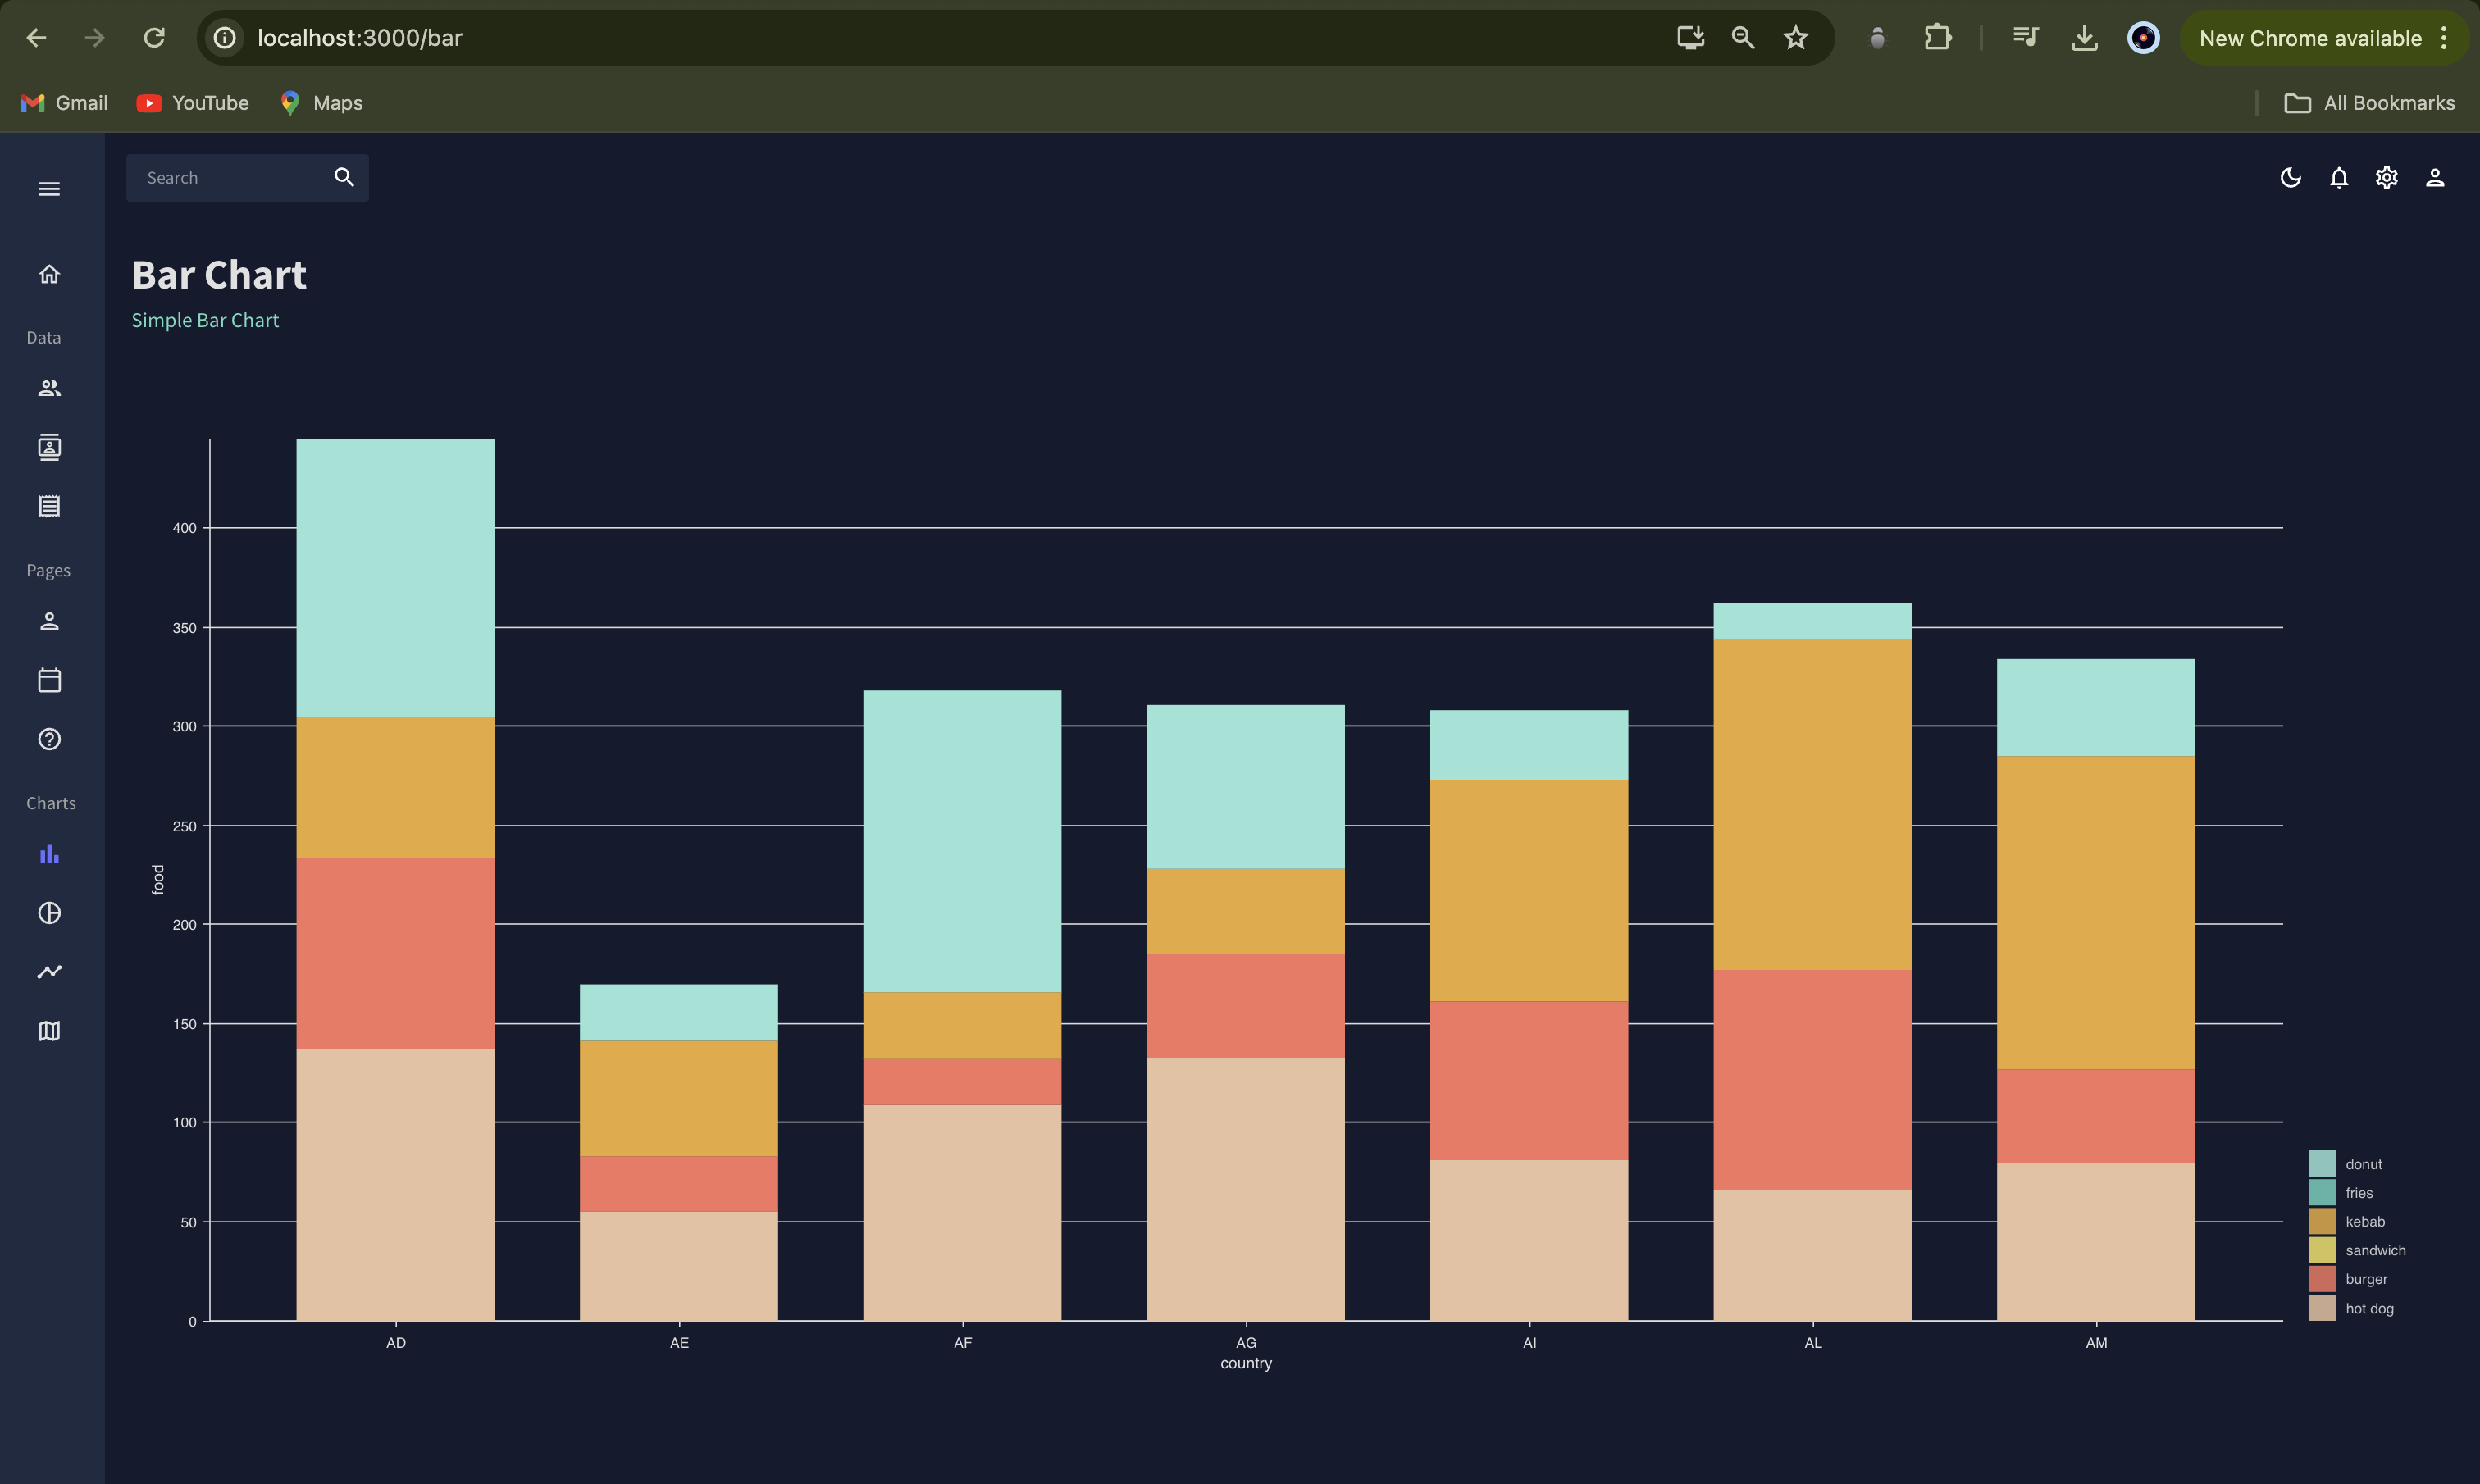 localhost:3000/bar
New Chrome available
Gmail
YouTube
Maps
All Bookmarks
Search
Bar Chart
Simple Bar Chart
Data
Pages
Charts
400
350
300
250
200
150
100
50
0
food
AD
AE
AF
AG
AI
AL
AM
country
donut
fries
kebab
sandwich
burger
hot dog